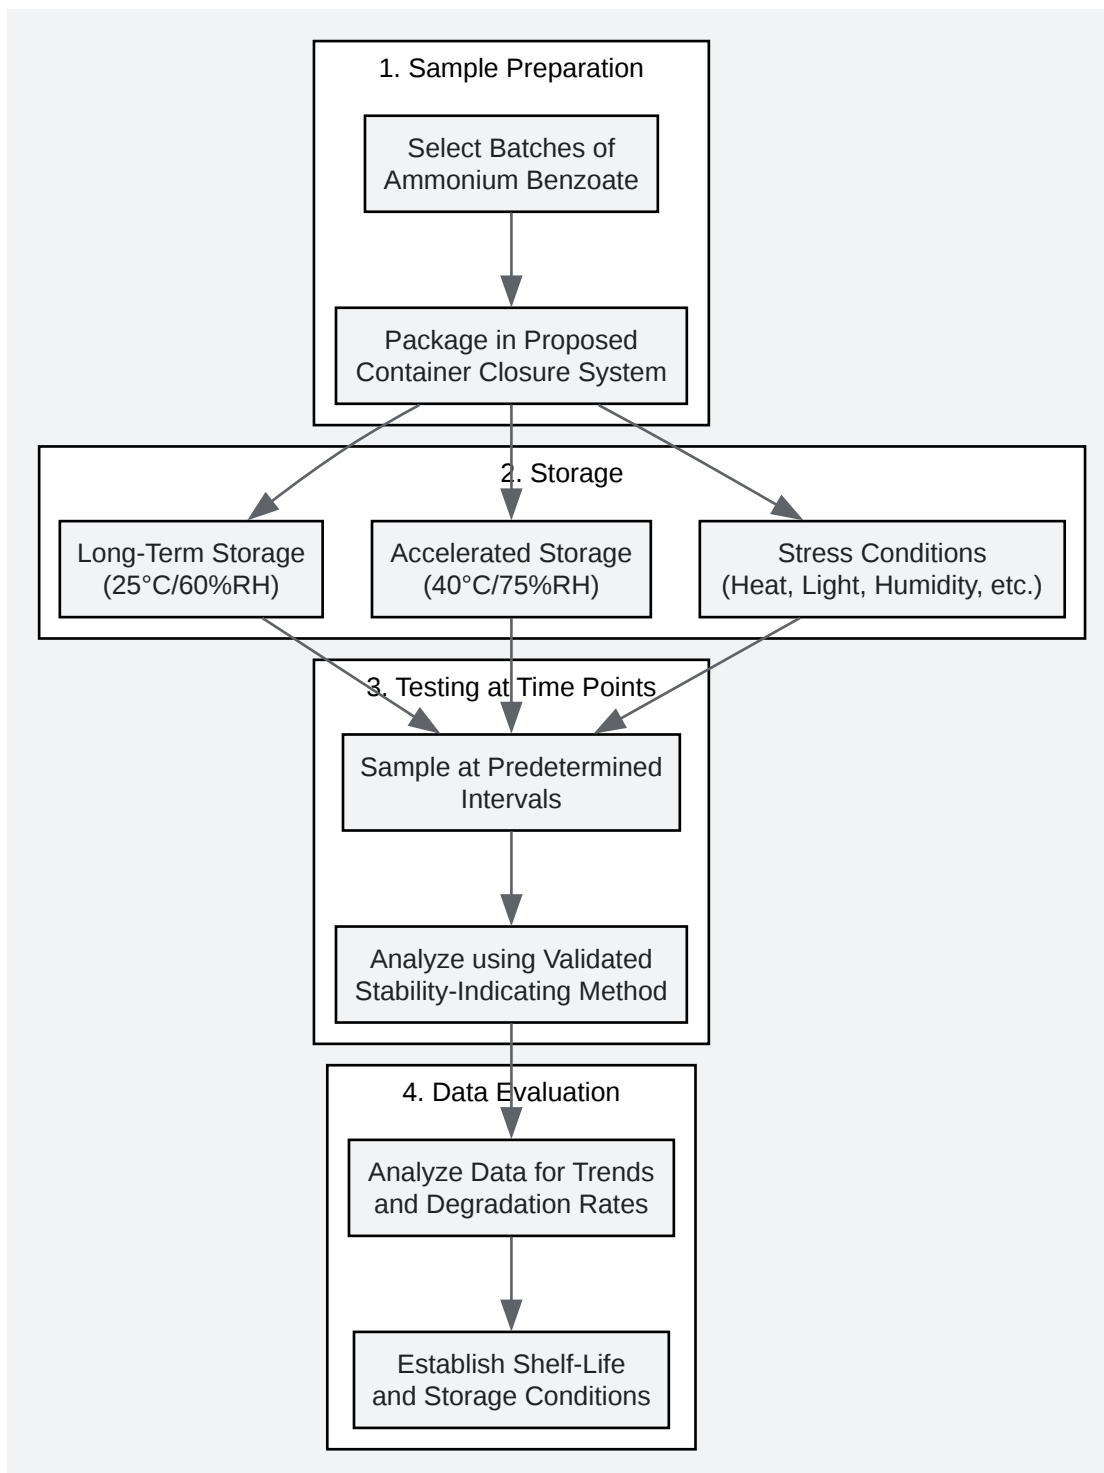 1. Sample Preparation
Select Batches of
Ammonium Benzoate
Package in Proposed
Container Closure System
2. Storage
Long-Term Storage
(25°C/60%RH)
Accelerated Storage
(40°C/75%RH)
Stress Conditions
(Heat, Light, Humidity, etc.)
3. Testing at Time Points
Sample at Predetermined
Intervals
Analyze using Validated
Stability-Indicating Method
4. Data Evaluation
Analyze Data for Trends
and Degradation Rates
Establish Shelf-Life
and Storage Conditions